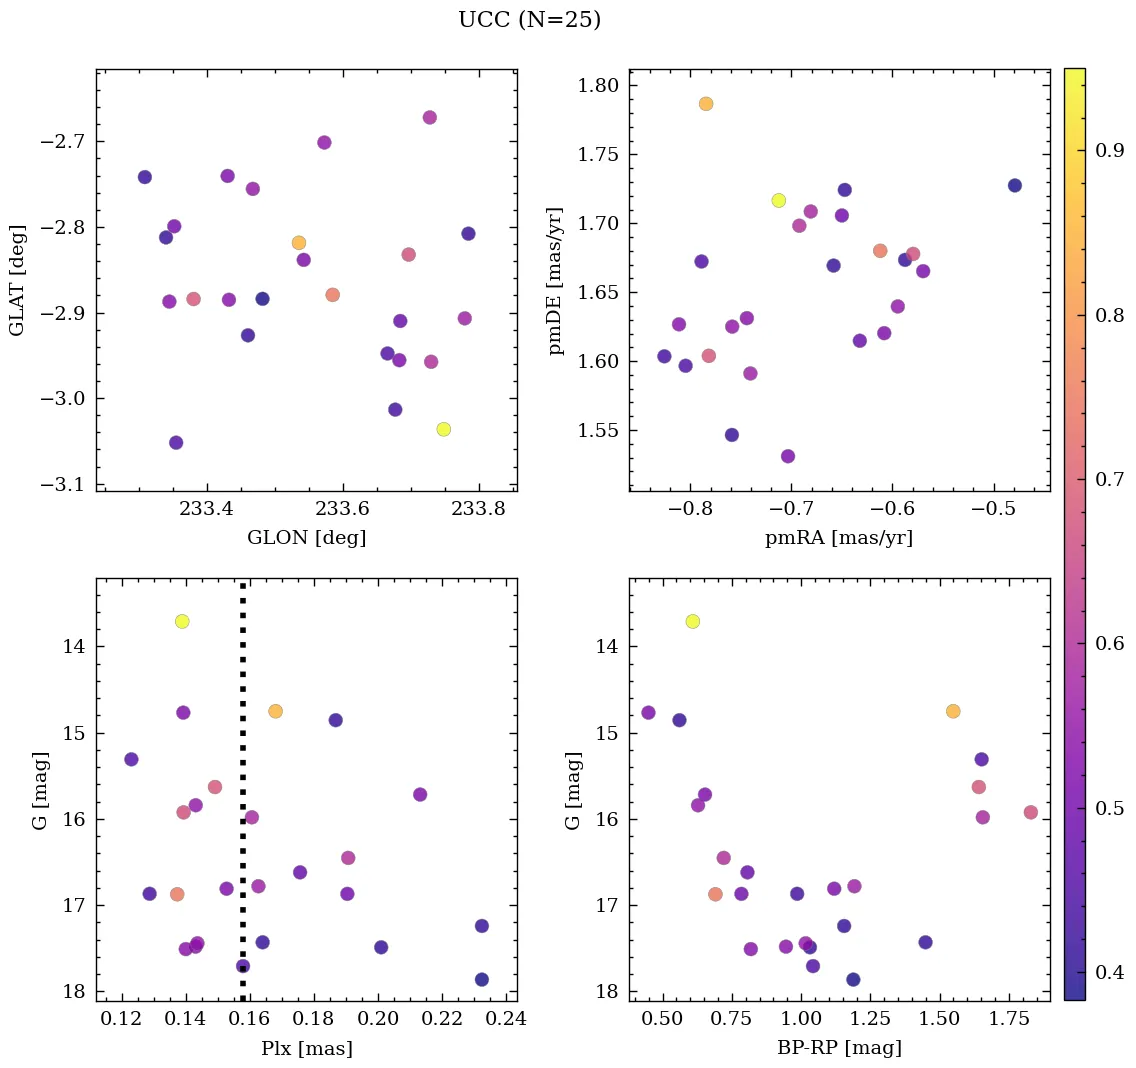 UCC (N=25)
−2.7
−2.8
−2.9
−3.0
−3.1
GLAT [deg]
233.4 233.6 233.8
GLON [deg]
1.80
1.75
1.70
1.65
1.60
1.55
pmDE [mas/yr]
−0.8 −0.7 −0.6 −0.5
pmRA [mas/yr]
14
15
16
17
18
G [mag]
0.12 0.14 0.16 0.18 0.20 0.22 0.24
Plx [mas]
14
15
16
17
18
G [mag]
0.50 0.75 1.00 1.25 1.50 1.75
BP-RP [mag]
0.9
0.8
0.7
0.6
0.5
0.4